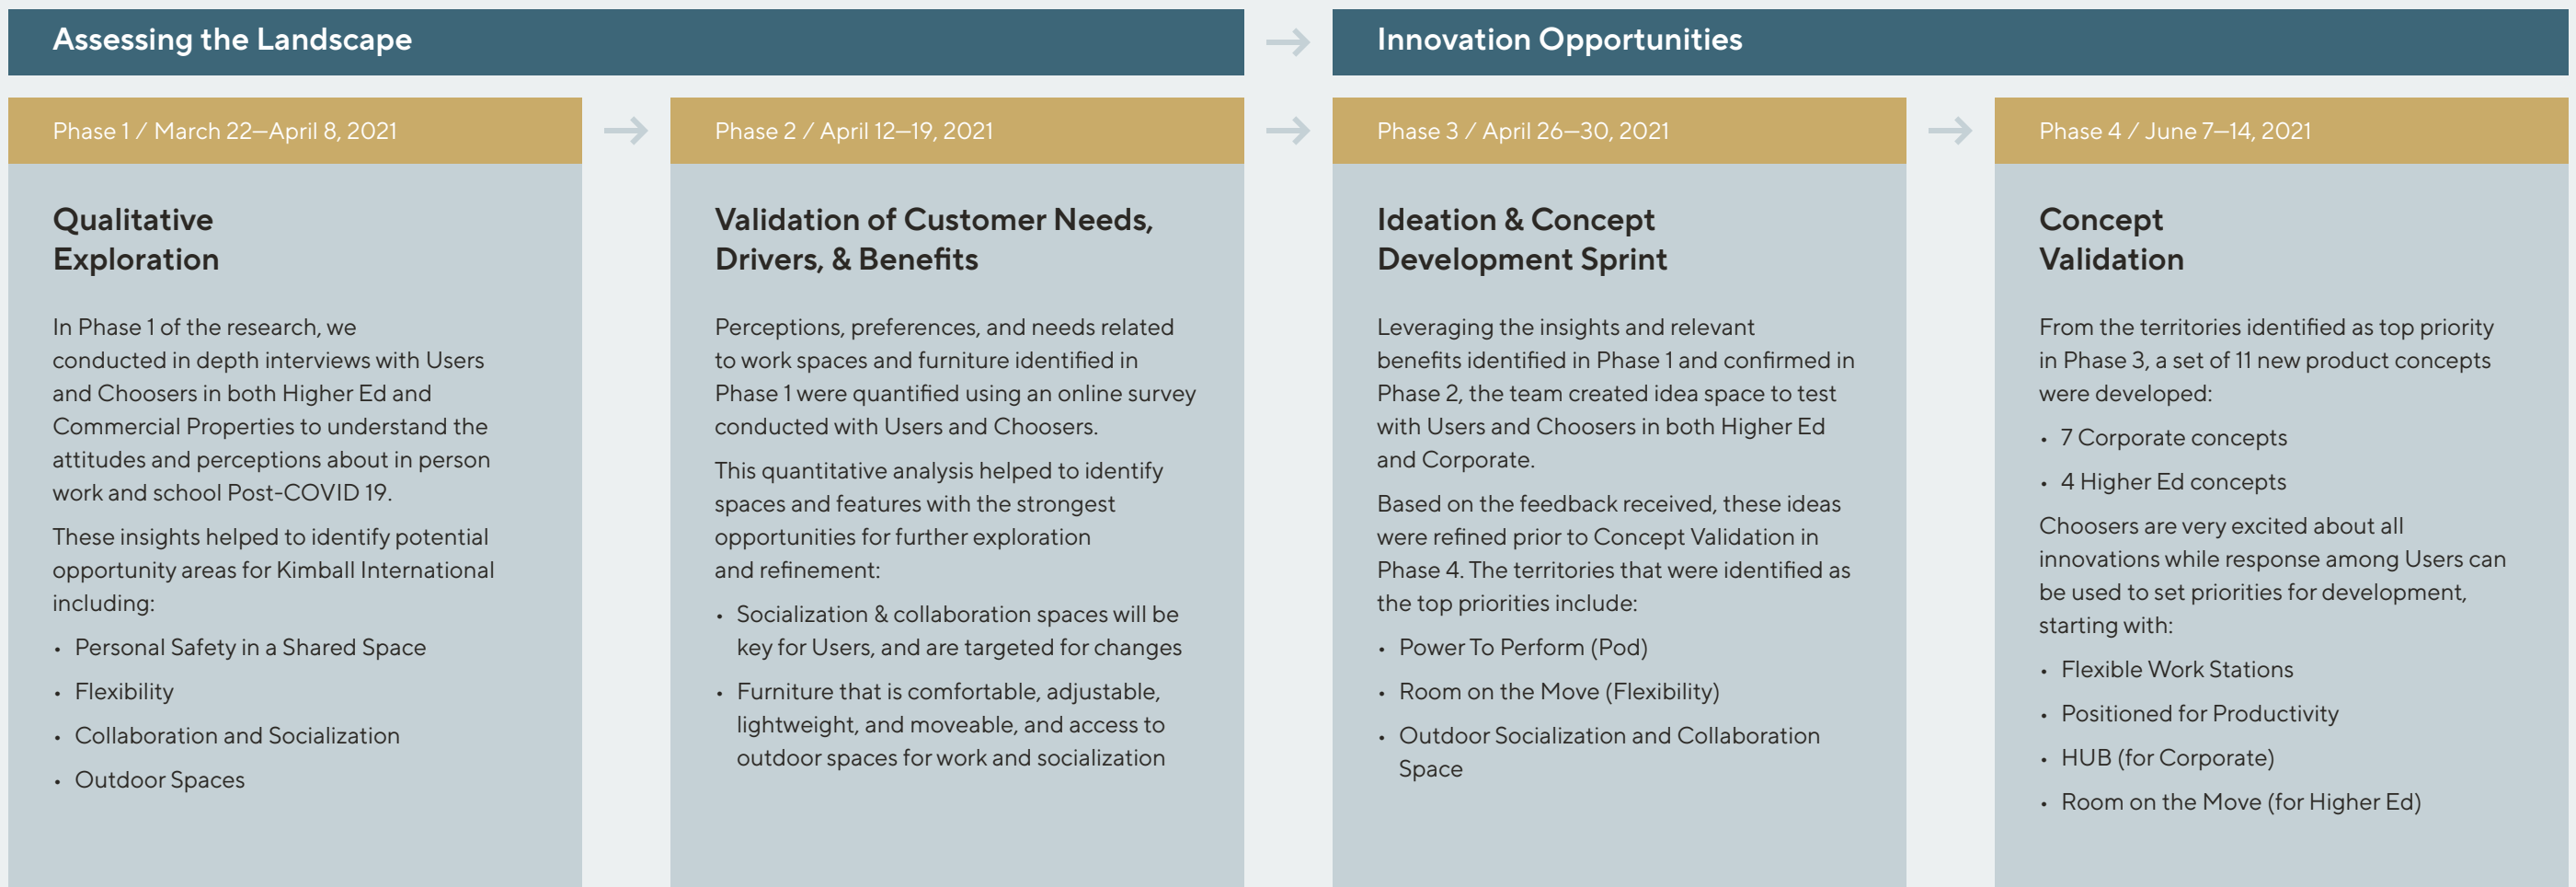 Assessing the Landscape
Innovation Opportunities
Phase 1 / March 22—April 8, 2021
Qualitative
Exploration
In Phase 1 of the research, we
conducted in depth interviews with Users
and Choosers in both Higher Ed and
Commercial Properties to understand the
attitudes and perceptions about in person
work and school Post-COVID 19.
These insights helped to identify potential
opportunity areas for Kimball International
including:
• Personal Safety in a Shared Space
• Flexibility
• Collaboration and Socialization
• Outdoor Spaces
Phase 2 / April 12—19, 2021
Validation of Customer Needs,
Drivers, & Benefits
Perceptions, preferences, and needs related
to work spaces and furniture identified in
Phase 1 were quantified using an online survey
conducted with Users and Choosers.
This quantitative analysis helped to identify
spaces and features with the strongest
opportunities for further exploration
and refinement:
• Socialization & collaboration spaces will be
key for Users, and are targeted for changes
• Furniture that is comfortable, adjustable,
lightweight, and moveable, and access to
outdoor spaces for work and socialization
Phase 3 / April 26—30, 2021
Ideation & Concept
Development Sprint
Leveraging the insights and relevant
benefits identified in Phase 1 and confirmed in
Phase 2, the team created idea space to test
with Users and Choosers in both Higher Ed
and Corporate.
Based on the feedback received, these ideas
were refined prior to Concept Validation in
Phase 4. The territories that were identified as
the top priorities include:
• Power To Perform (Pod)
• Room on the Move (Flexibility)
• Outdoor Socialization and Collaboration
Space
Phase 4 / June 7—14, 2021
Concept
Validation
From the territories identified as top priority
in Phase 3, a set of 11 new product concepts
were developed:
• 7 Corporate concepts
• 4 Higher Ed concepts
Choosers are very excited about all
innovations while response among Users can
be used to set priorities for development,
starting with:
• Flexible Work Stations
• Positioned for Productivity
• HUB (for Corporate)
• Room on the Move (for Higher Ed)